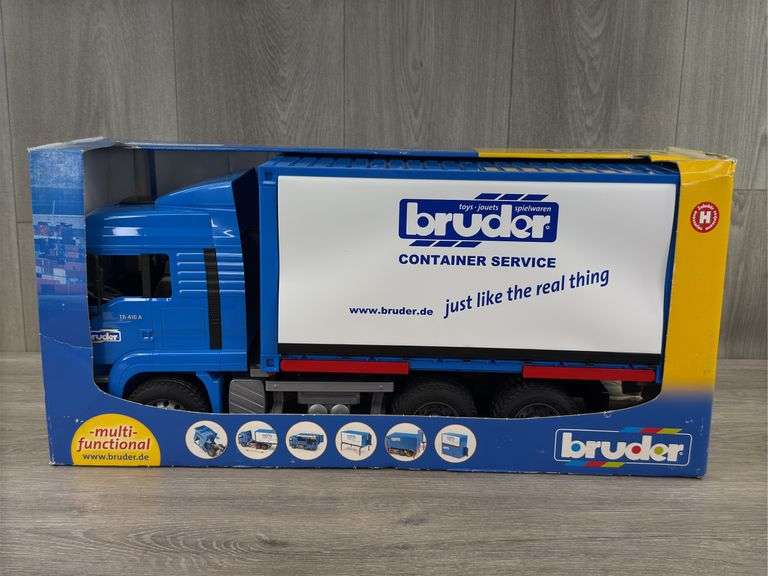 toys · jouets · spielwaren
bruder
CONTAINER SERVICE
www.bruder.de
just like the real thing
TG 410 A
bruder
H
-multi-
functional
www.bruder.de
bruder